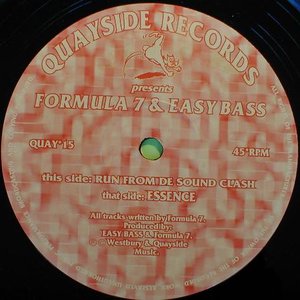 QUAYSIDE RECORDS
presents
FORMULA 7 & EASY BASS
QUAY 15
45°RPM
this side: RUN FROM DE SOUND CLASH
that side: ESSENCE
All tracks written by Formula 7.
Produced by:
EASY BASS & Formula 7.
Westbury & Quayside
Music.